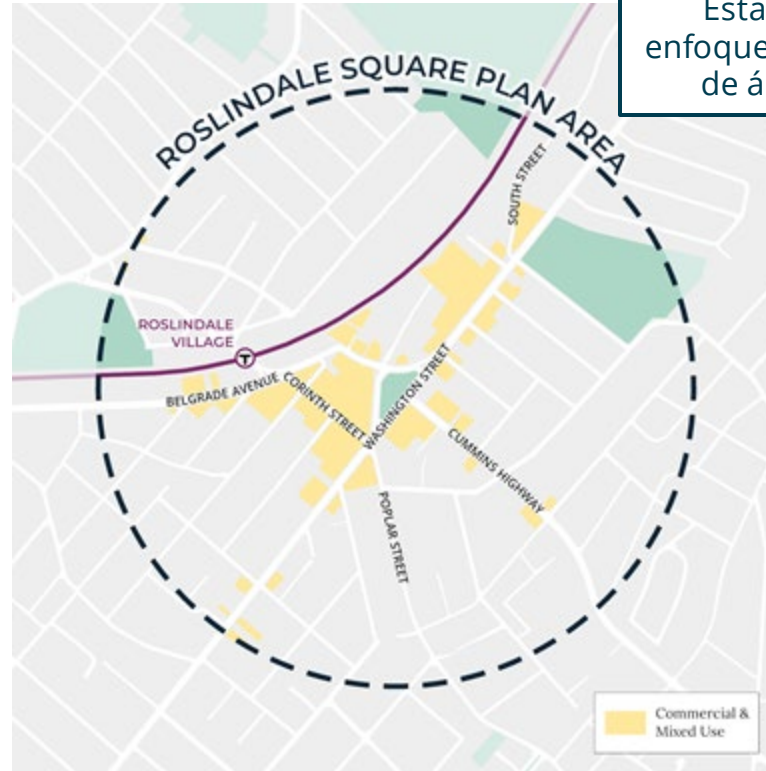 Esta
enfoque
de á
ROSLINDALE SQUARE PLAN AREA
SOUTH STREET
ROSLINDALE
VILLAGE
T
BELGRADE AVENUE
CORINTH STREET
WASHINGTON STREET
CUMMINS HIGHWAY
POPLAR STREET
Commercial &
Mixed Use